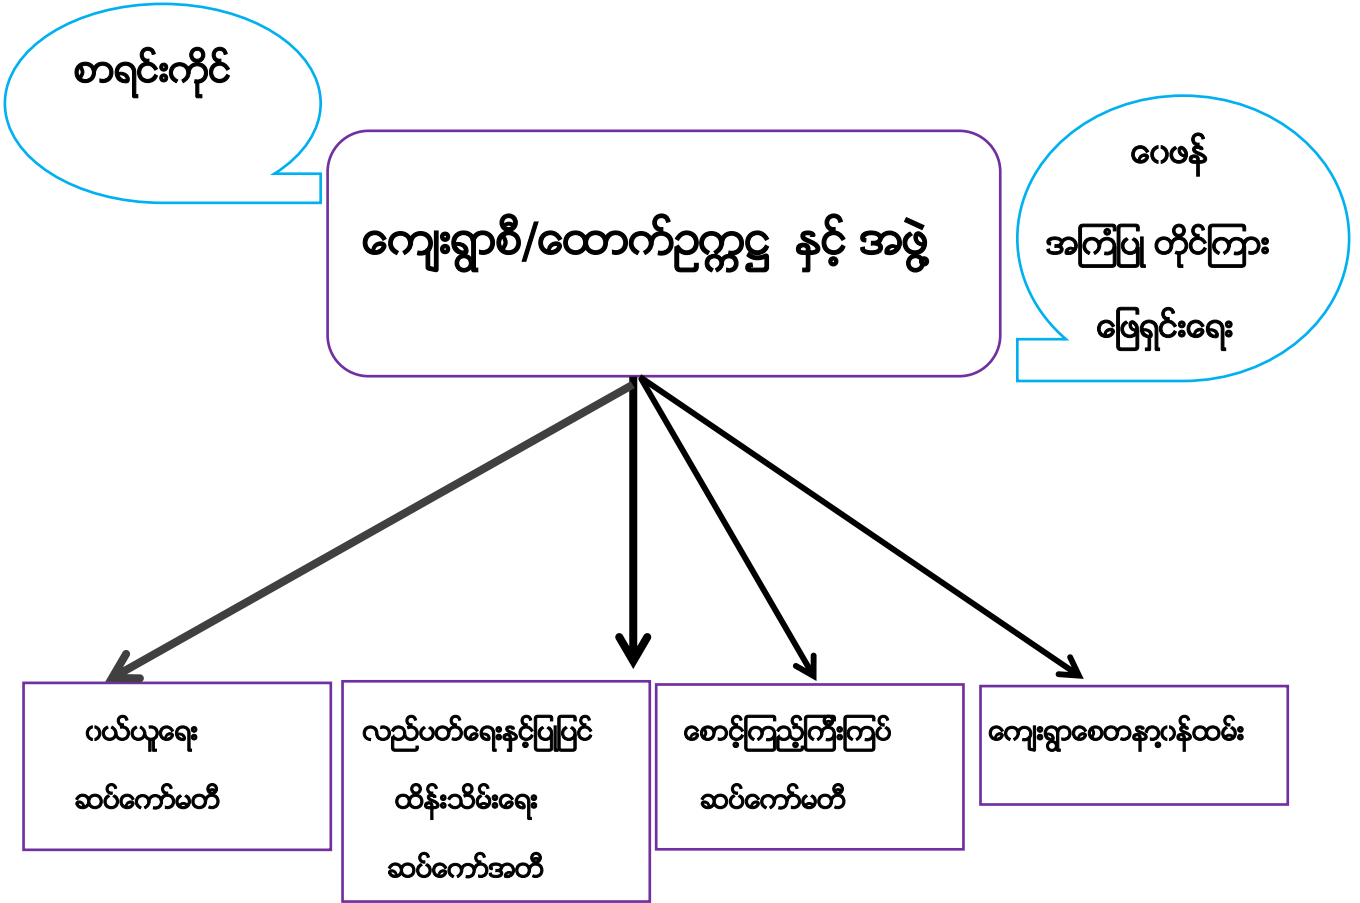 စာရင်းကိုင်
ကျေးရွာစီ/ထောက်ဥက္ကဋ္ဌ နှင့် အဖွဲ့
ဝေဖန်
အကြံပြု တိုင်ကြား
ဖြေရှင်းရေး
ဝယ်ယူရေး
ဆပ်ကော်မတီ
လည်ပတ်ရေးနှင့်ပြုပြင်
ထိန်းသိမ်းရေး
ဆပ်ကော်အတီ
စောင့်ကြည့်ကြီးကြပ်
ဆပ်ကော်မတီ
ကျေးရွာစေတနာ့ဝန်ထမ်း